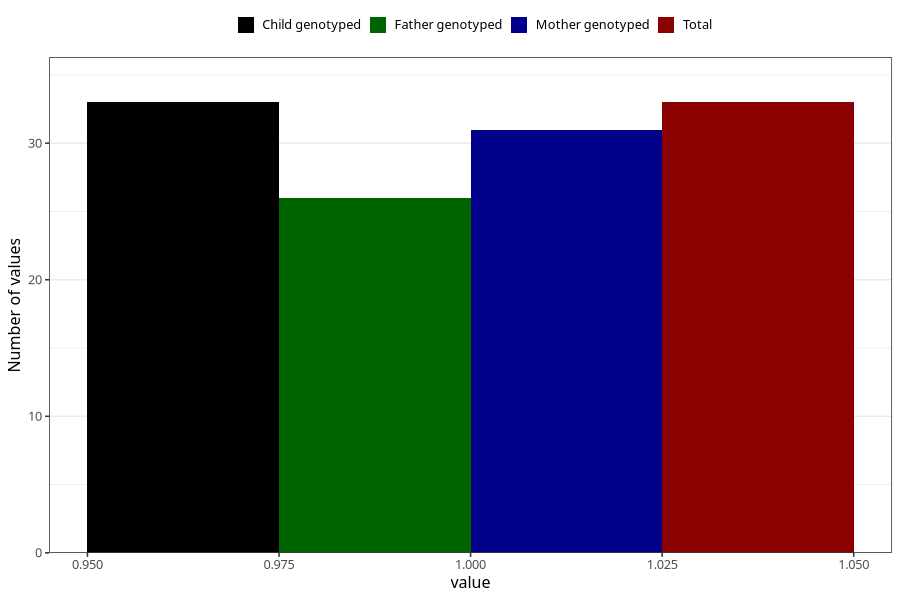 Child genotyped Father genotyped Mother genotyped Total
Number of values
30
20
10
0
0.950 0.975 1.000 1.025 1.050
value